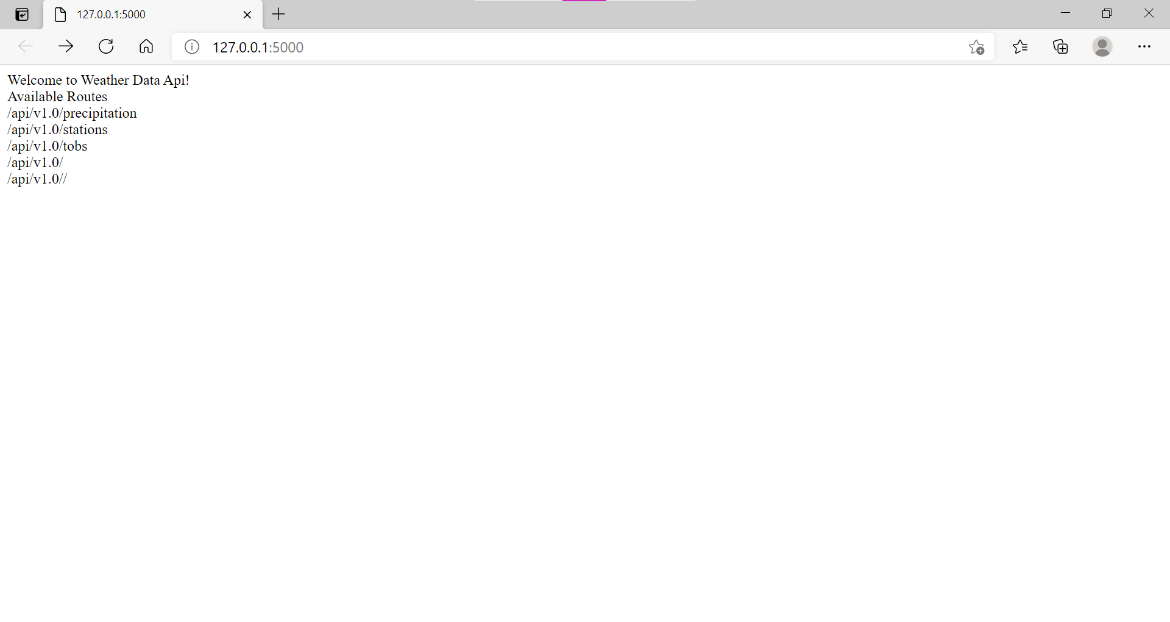 127.0.0.1:5000
127.0.0.1:5000
Welcome to Weather Data Api!
Available Routes
/api/v1.0/precipitation
/api/v1.0/stations
/api/v1.0/tobs
/api/v1.0/
/api/v1.0//